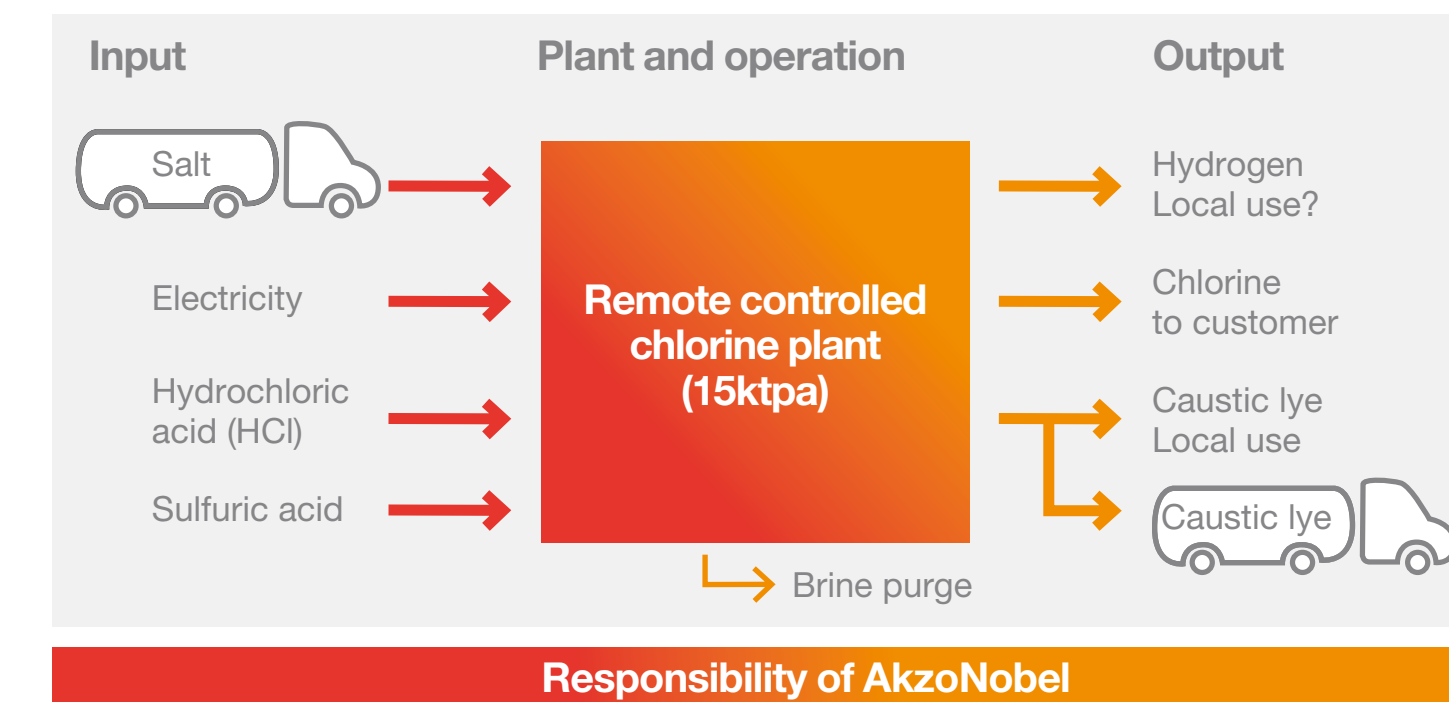 Input
Plant and operation
Output
Salt
Electricity
Hydrochloric
acid (HCl)
Sulfuric acid
Remote controlled
chlorine plant
(15ktpa)
Brine purge
Hydrogen
Local use?
Chlorine
to customer
Caustic lye
Local use
Caustic lye
Responsibility of AkzoNobel